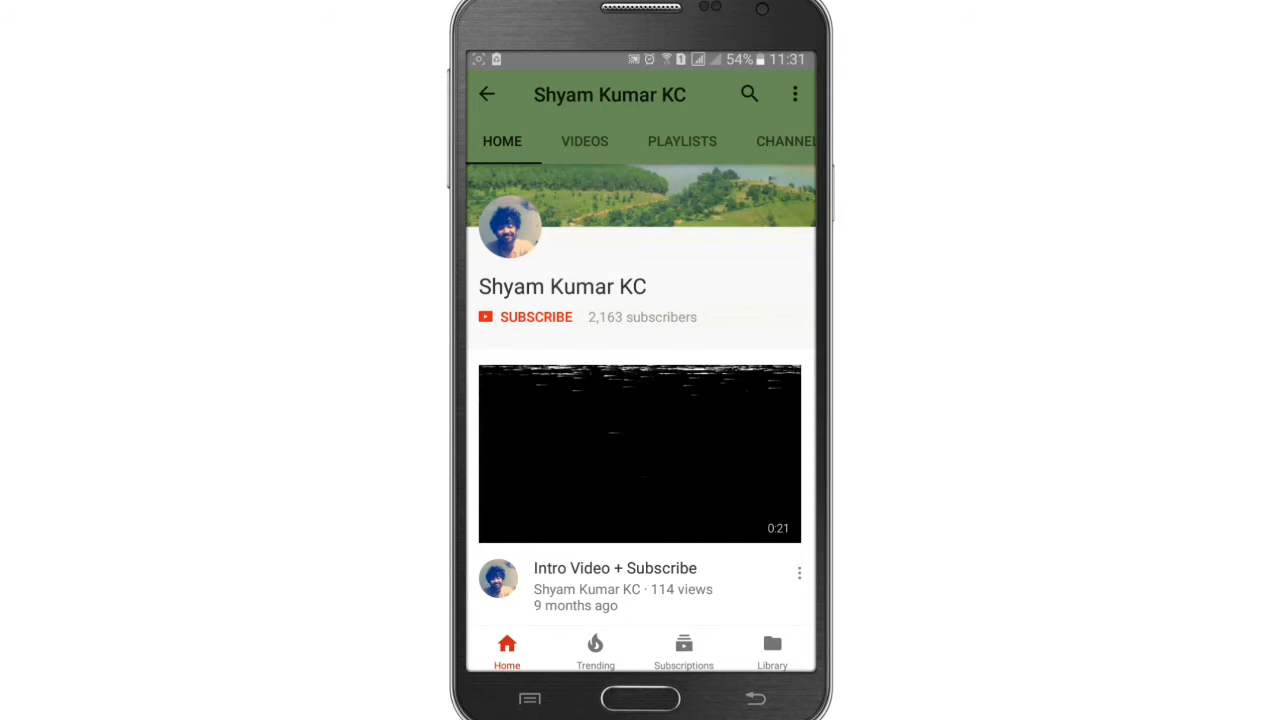 54% 11:31
Shyam Kumar KC
HOME VIDEOS PLAYLISTS CHANNEL
Shyam Kumar KC
SUBSCRIBE 2,163 subscribers
0:21
Intro Video + Subscribe
Shyam Kumar KC · 114 views
9 months ago
Home Trending Subscriptions Library